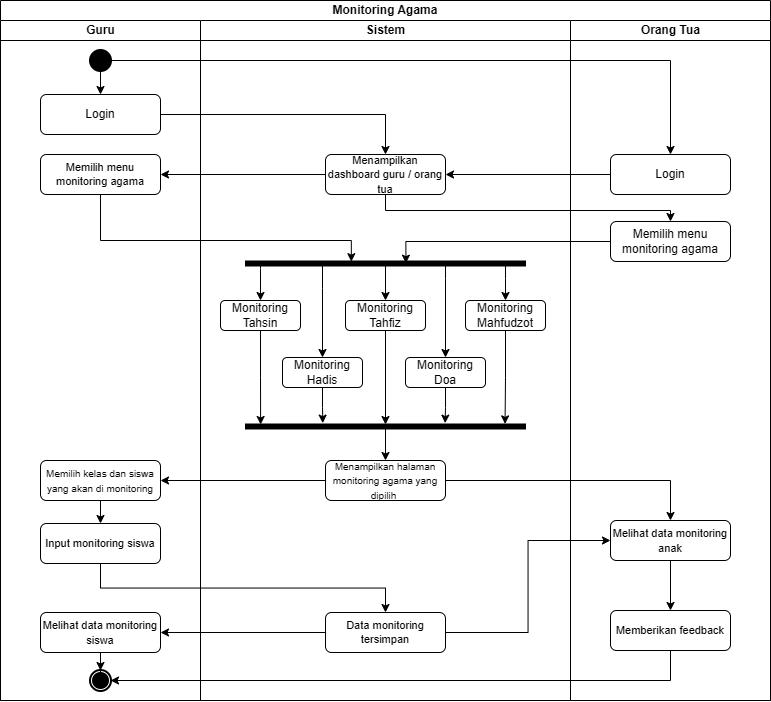 Monitoring Agama
Guru
Sistem
Orang Tua
Login
Memilih menu
monitoring agama
Menampilkan
dashboard guru / orang
tua
Login
Memilih menu
monitoring agama
Monitoring
Tahsin
Monitoring
Tahfiz
Monitoring
Mahfudzot
Monitoring
Hadis
Monitoring
Doa
Memilih kelas dan siswa
yang akan di monitoring
Menampilkan halaman
monitoring agama yang
dipilih
Input monitoring siswa
Melihat data monitoring
anak
Melihat data monitoring
siswa
Data monitoring
tersimpan
Memberikan feedback